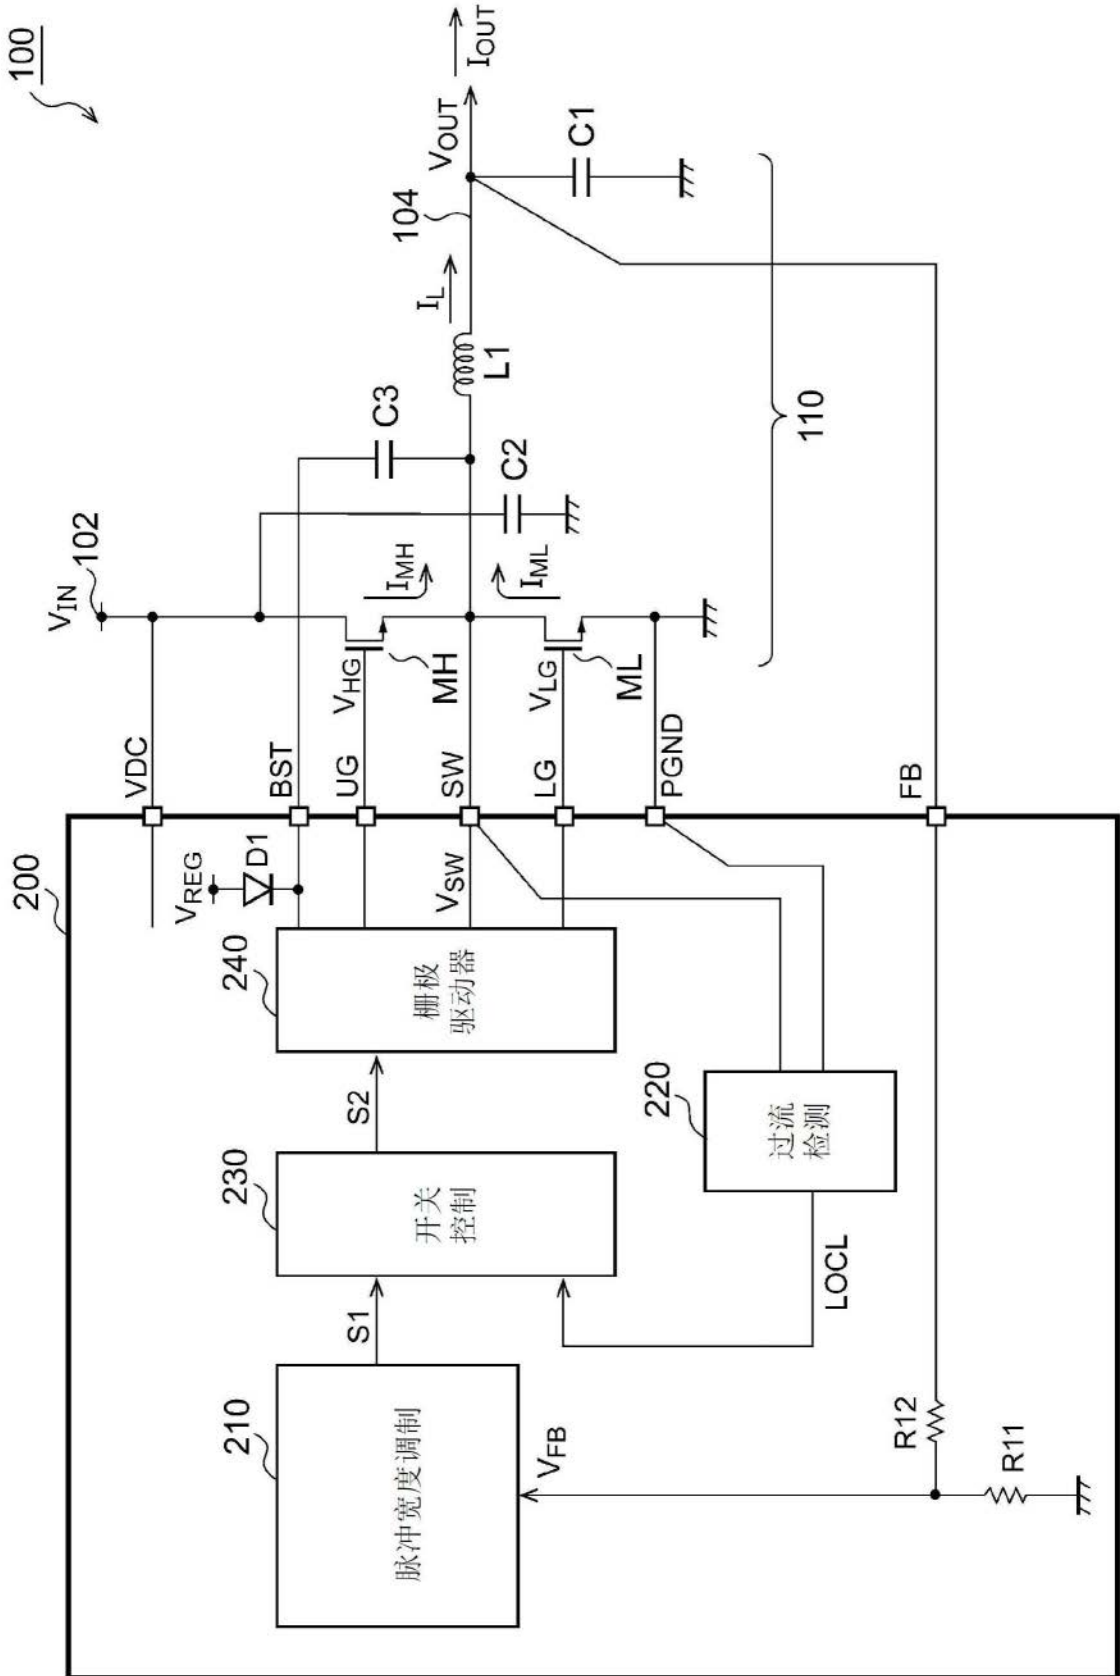 100
200
V_IN
102
VDC
V_REG
D1
BST
C3
240
栅极
驱动器
UG
V_HG
MH
I_MH
I_L
104
V_OUT
I_OUT
210
脉冲宽度调制
S1
230
开关
控制
S2
V_SW
SW
C2
L1
C1
LG
V_LG
ML
I_ML
V_FB
220
过流
检测
LOCL
PGND
110
R12
R11
FB